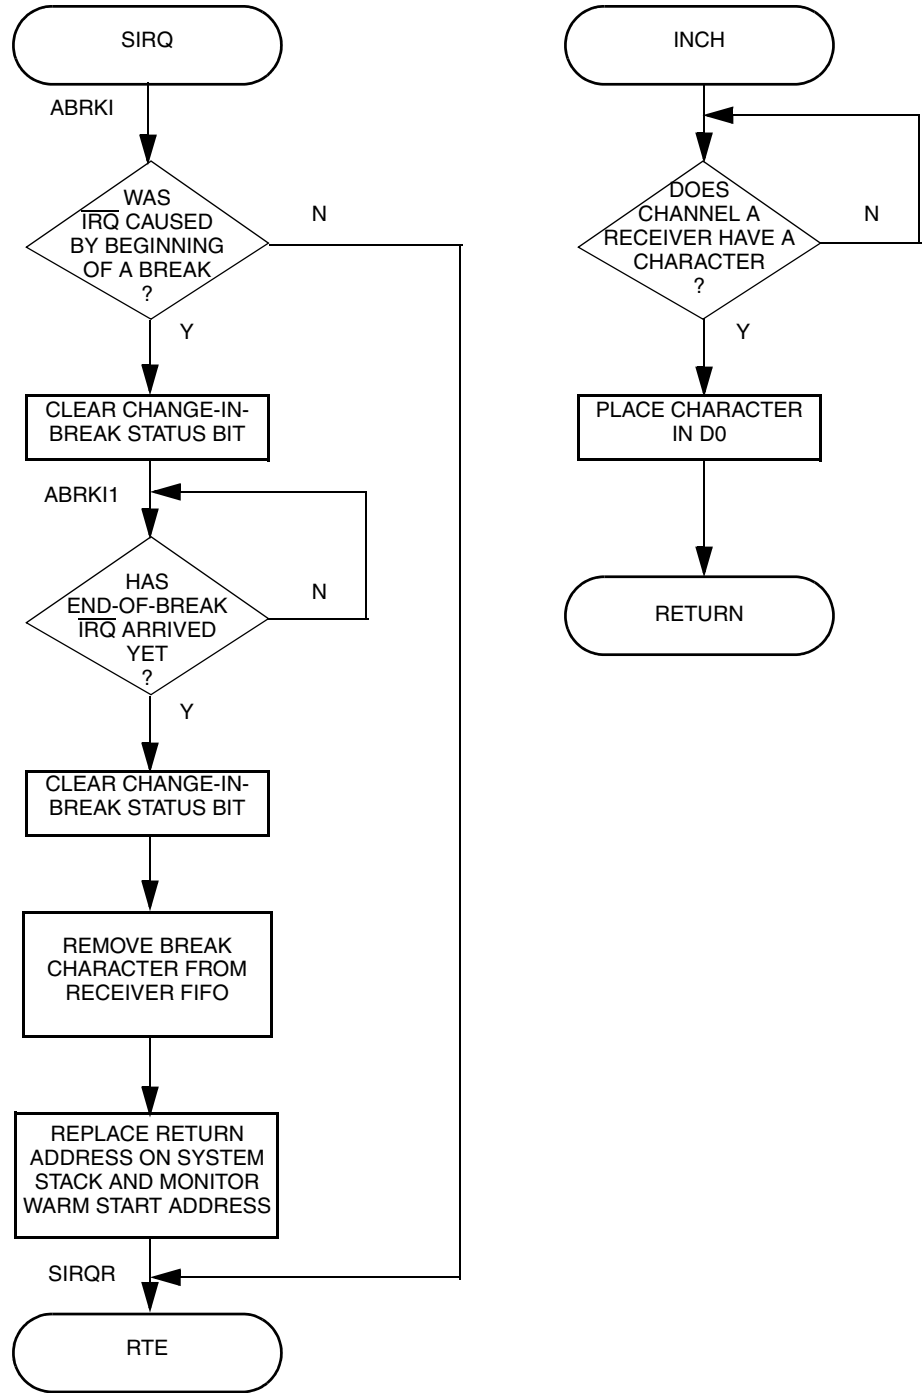 SIRQ
ABRKI
WAS
IRQ CAUSED
BY BEGINNING
OF A BREAK
?
N
Y
CLEAR CHANGE-IN-
BREAK STATUS BIT
ABRKI1
HAS
END-OF-BREAK
IRQ ARRIVED
YET
?
N
Y
CLEAR CHANGE-IN-
BREAK STATUS BIT
REMOVE BREAK
CHARACTER FROM
RECEIVER FIFO
REPLACE RETURN
ADDRESS ON SYSTEM
STACK AND MONITOR
WARM START ADDRESS
SIRQR
RTE
INCH
DOES
CHANNEL A
RECEIVER HAVE A
CHARACTER
?
N
Y
PLACE CHARACTER
IN D0
RETURN